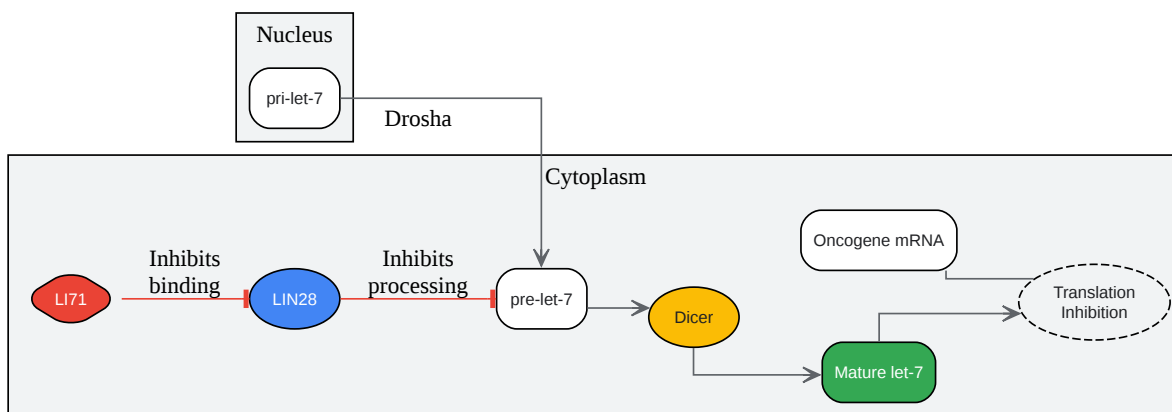 Nucleus
pri-let-7
Drosha
Cytoplasm
Oncogene mRNA
Inhibits
binding
Inhibits
processing
LI71
LIN28
pre-let-7
Dicer
Translation
Inhibition
Mature let-7